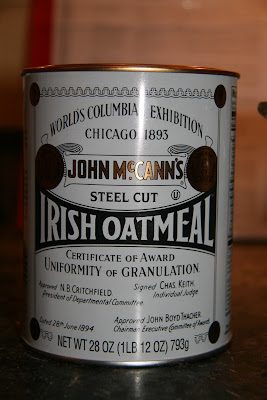 WORLD'S COLUMBIAN EXHIBITION
CHICAGO, 1893
JOHN McCANN'S
STEEL CUT
U
IRISH OATMEAL
CERTIFICATE OF AWARD
UNIFORMITY OF GRANULATION.
Approved N.B. CRITCHFIELD
President of Departmental Committee
Signed CHAS. KEITH.
Individual Judge
Dated 28th June 1894
Approved JOHN BOYD THACHER
Chairman Executive Committee of Awards
NET WT 28 OZ (1LB 12 OZ) 793g